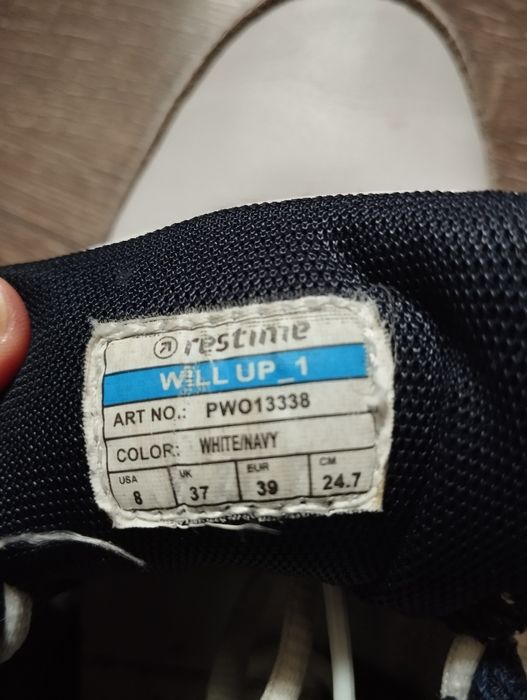 restime
WILL UP_1
ART NO.: PWO13338
COLOR: WHITE/NAVY
USA UK EUR CM
8 37 39 24.7